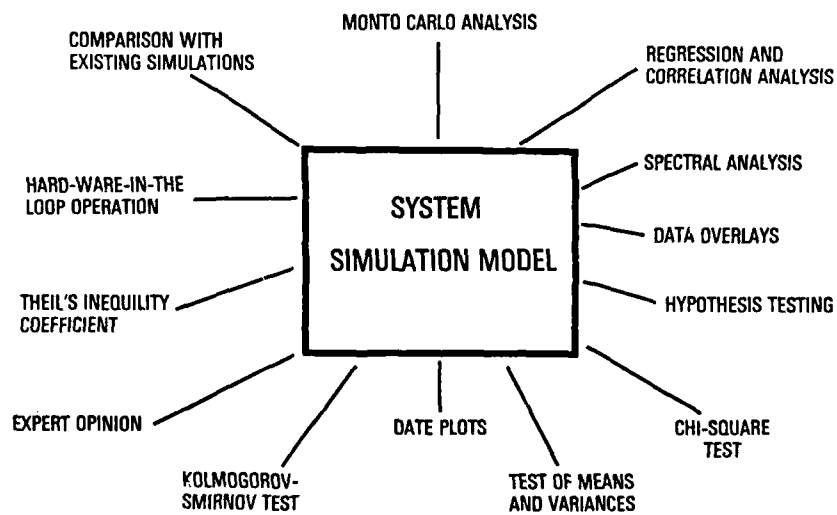 MONTO CARLO ANALYSIS
COMPARISON WITH
EXISTING SIMULATIONS
REGRESSION AND
CORRELATION ANALYSIS
SPECTRAL ANALYSIS
HARD-WARE-IN-THE
LOOP OPERATION
SYSTEM
SIMULATION MODEL
DATA OVERLAYS
THEIL'S INEQUILITY
COEFFICIENT
HYPOTHESIS TESTING
EXPERT OPINION
DATE PLOTS
CHI-SQUARE
TEST
KOLMOGOROV-
SMIRNOV TEST
TEST OF MEANS
AND VARIANCES